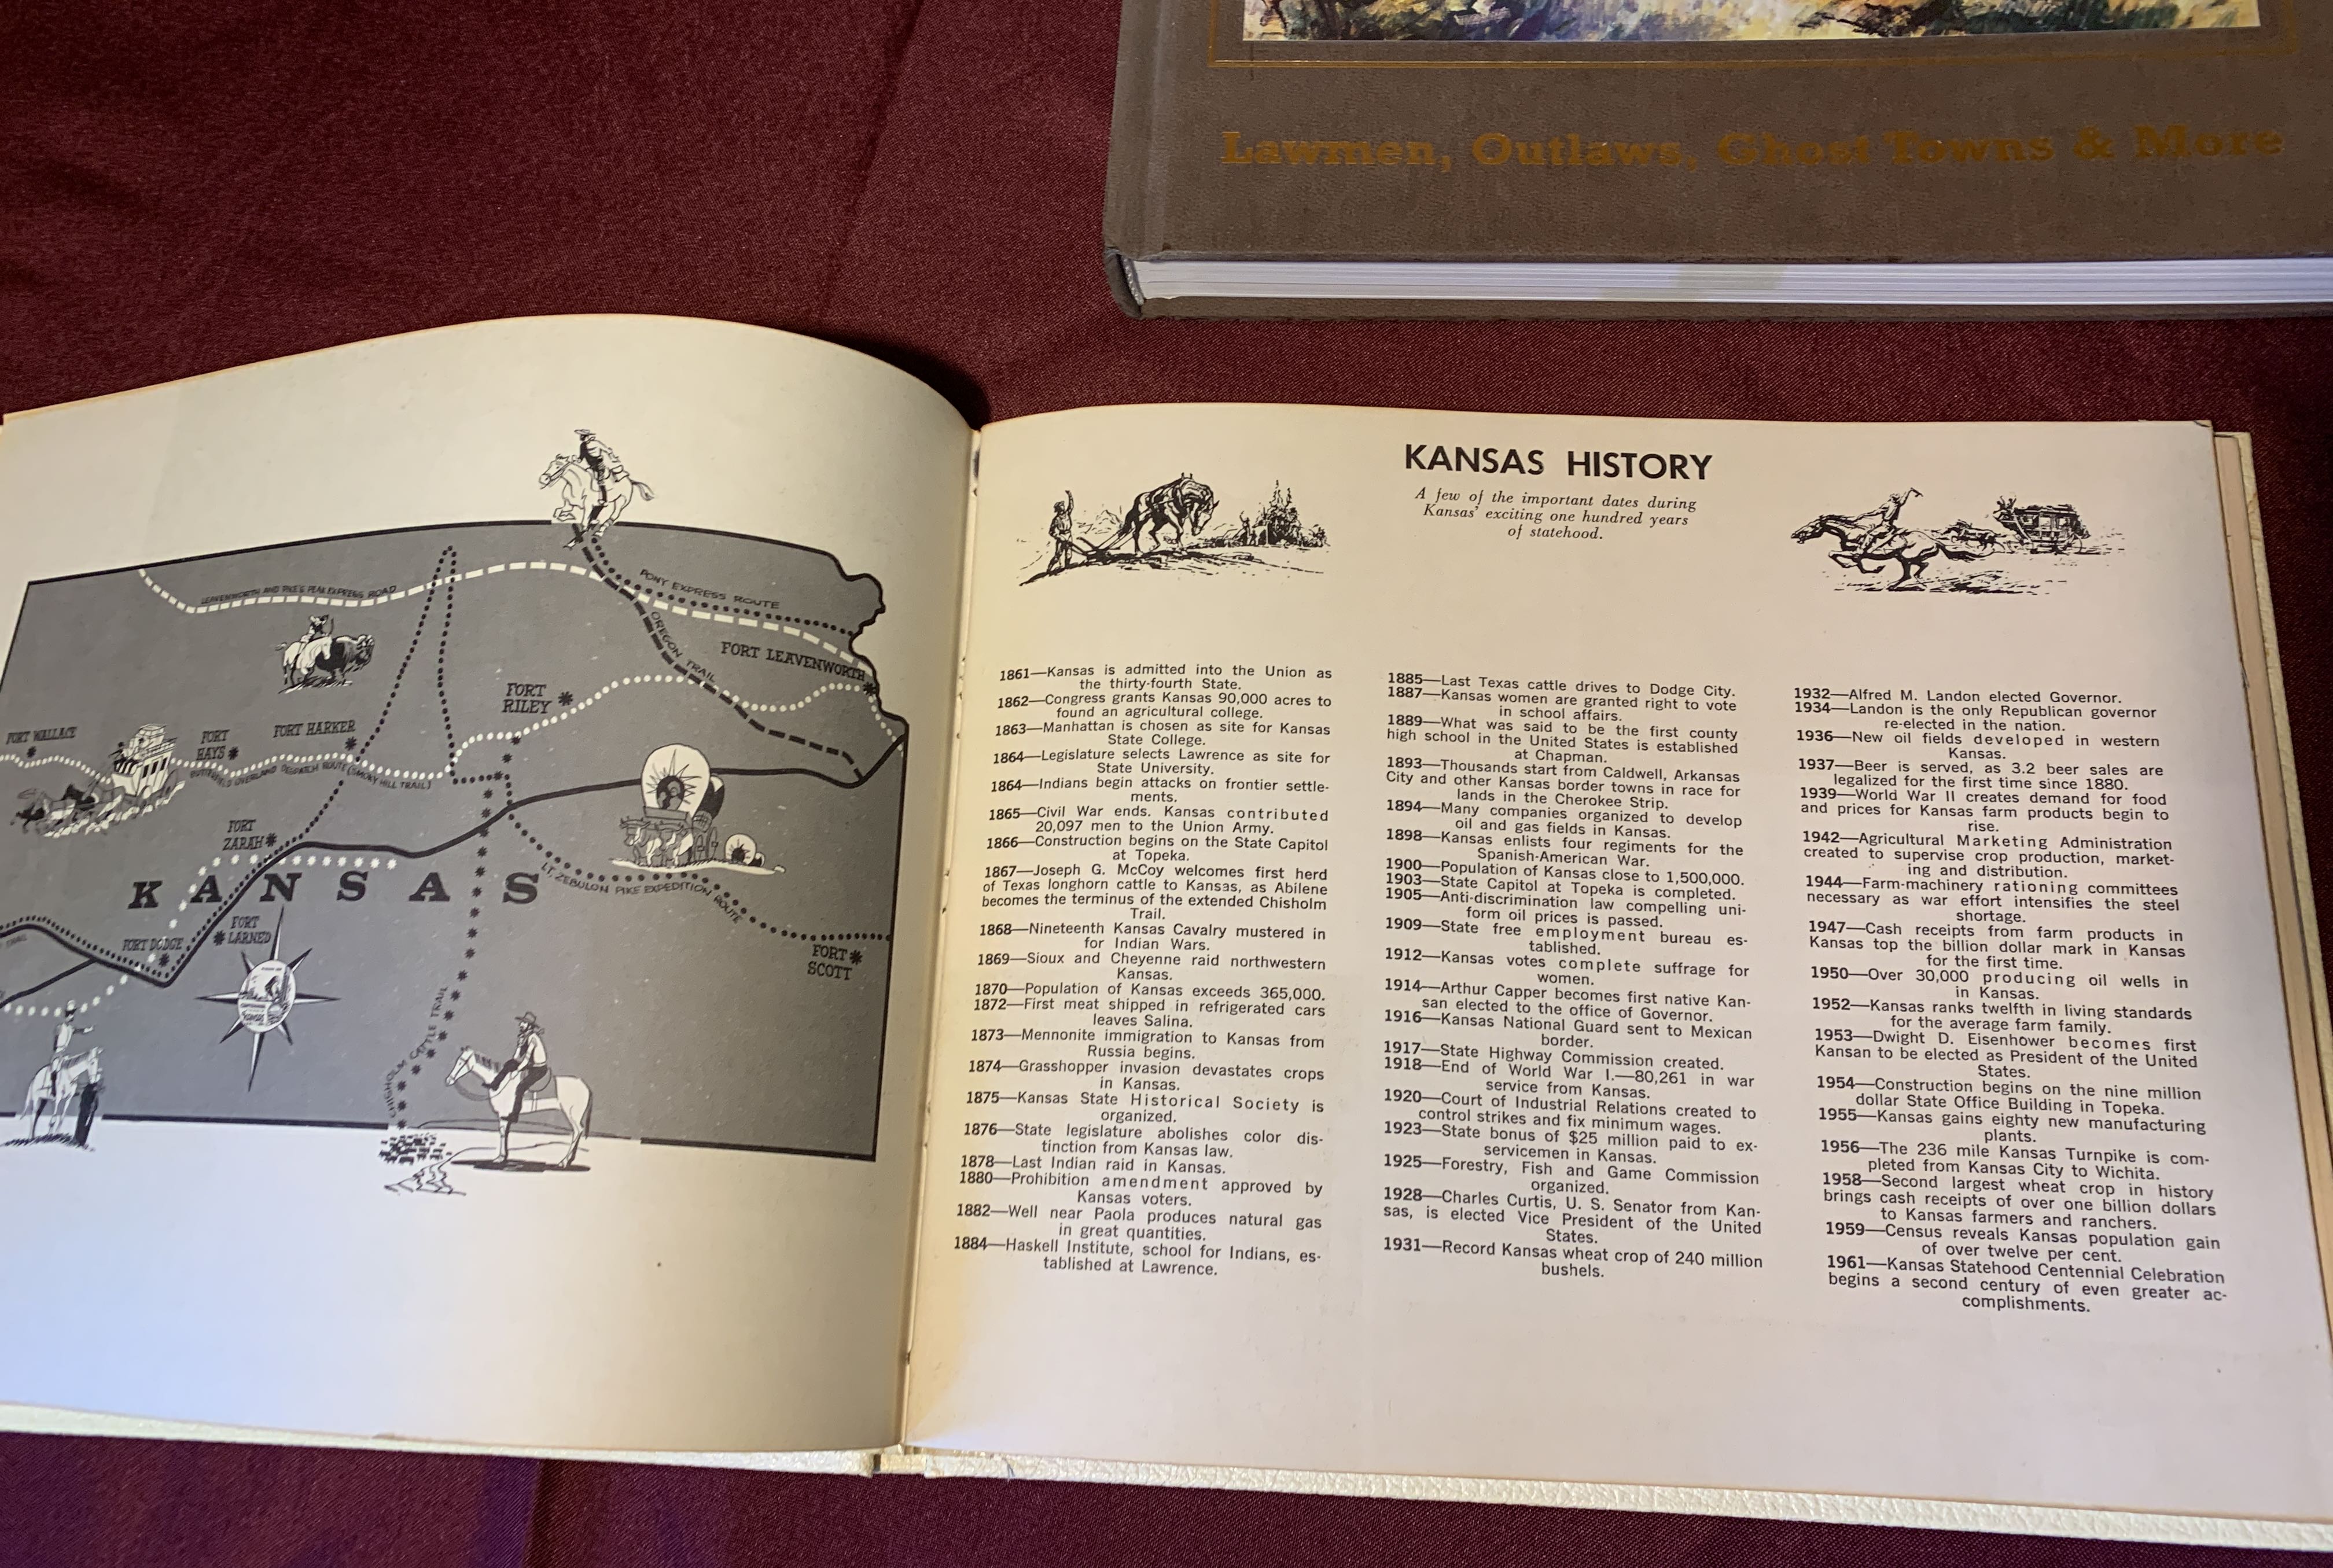 Lawmen, Outlaws, Ghost Towns & More
LEAVENWORTH AND PIKE'S PEAK EXPRESS ROAD
PONY EXPRESS ROUTE
OREGON TRAIL
FORT LEAVENWORTH
FORT
RILEY
FORT WALLACE
FORT
HAYS
FORT HARKER
BUTTERFIELD OVERLAND DESPATCH ROUTE (SMOKY HILL TRAIL)
FORT
ZARAH
KANSAS
LT. ZEBULON PIKE EXPEDITION ROUTE
FORT
LARNED
FORT DODGE
FORT
SCOTT
CHISHOLM CATTLE TRAIL
KANSAS HISTORY
A few of the important dates during
Kansas' exciting one hundred years
of statehood.
1861—Kansas is admitted into the Union as
the thirty-fourth State.
1862—Congress grants Kansas 90,000 acres to
found an agricultural college.
1863—Manhattan is chosen as site for Kansas
State College.
1864—Legislature selects Lawrence as site for
State University.
1864—Indians begin attacks on frontier settle-
ments.
1865—Civil War ends. Kansas contributed
20,097 men to the Union Army.
1866—Construction begins on the State Capitol
at Topeka.
1867—Joseph G. McCoy welcomes first herd
of Texas longhorn cattle to Kansas, as Abilene
becomes the terminus of the extended Chisholm
Trail.
1868—Nineteenth Kansas Cavalry mustered in
for Indian Wars.
1869—Sioux and Cheyenne raid northwestern
Kansas.
1870—Population of Kansas exceeds 365,000.
1872—First meat shipped in refrigerated cars
leaves Salina.
1873—Mennonite immigration to Kansas from
Russia begins.
1874—Grasshopper invasion devastates crops
in Kansas.
1875—Kansas State Historical Society is
organized.
1876—State legislature abolishes color dis-
tinction from Kansas law.
1878—Last Indian raid in Kansas.
1880—Prohibition amendment approved by
Kansas voters.
1882—Well near Paola produces natural gas
in great quantities.
1884—Haskell Institute, school for Indians, es-
tablished at Lawrence.
1885—Last Texas cattle drives to Dodge City.
1887—Kansas women are granted right to vote
in school affairs.
1889—What was said to be the first county
high school in the United States is established
at Chapman.
1893—Thousands start from Caldwell, Arkansas
City and other Kansas border towns in race for
lands in the Cherokee Strip.
1894—Many companies organized to develop
oil and gas fields in Kansas.
1898—Kansas enlists four regiments for the
Spanish-American War.
1900—Population of Kansas close to 1,500,000.
1903—State Capitol at Topeka is completed.
1905—Anti-discrimination law compelling uni-
form oil prices is passed.
1909—State free employment bureau es-
tablished.
1912—Kansas votes complete suffrage for
women.
1914—Arthur Capper becomes first native Kan-
san elected to the office of Governor.
1916—Kansas National Guard sent to Mexican
border.
1917—State Highway Commission created.
1918—End of World War I.—80,261 in war
service from Kansas.
1920—Court of Industrial Relations created to
control strikes and fix minimum wages.
1923—State bonus of $25 million paid to ex-
servicemen in Kansas.
1925—Forestry, Fish and Game Commission
organized.
1928—Charles Curtis, U. S. Senator from Kan-
sas, is elected Vice President of the United
States.
1931—Record Kansas wheat crop of 240 million
bushels.
1932—Alfred M. Landon elected Governor.
1934—Landon is the only Republican governor
re-elected in the nation.
1936—New oil fields developed in western
Kansas.
1937—Beer is served, as 3.2 beer sales are
legalized for the first time since 1880.
1939—World War II creates demand for food
and prices for Kansas farm products begin to
rise.
1942—Agricultural Marketing Administration
created to supervise crop production, market-
ing and distribution.
1944—Farm-machinery rationing committees
necessary as war effort intensifies the steel
shortage.
1947—Cash receipts from farm products in
Kansas top the billion dollar mark in Kansas
for the first time.
1950—Over 30,000 producing oil wells in
in Kansas.
1952—Kansas ranks twelfth in living standards
for the average farm family.
1953—Dwight D. Eisenhower becomes first
Kansan to be elected as President of the United
States.
1954—Construction begins on the nine million
dollar State Office Building in Topeka.
1955—Kansas gains eighty new manufacturing
plants.
1956—The 236 mile Kansas Turnpike is com-
pleted from Kansas City to Wichita.
1958—Second largest wheat crop in history
brings cash receipts of over one billion dollars
to Kansas farmers and ranchers.
1959—Census reveals Kansas population gain
of over twelve per cent.
1961—Kansas Statehood Centennial Celebration
begins a second century of even greater ac-
complishments.